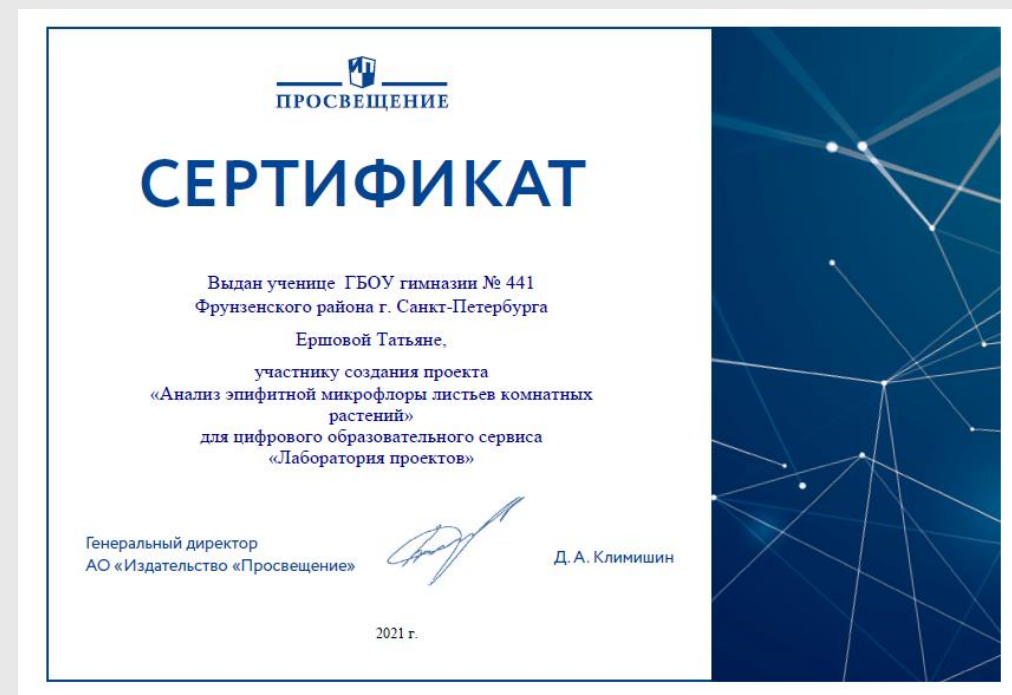 ПРОСВЕЩЕНИЕ
СЕРТИФИКАТ
Выдан ученице ГБОУ гимназии № 441
Фрунзенского района г. Санкт-Петербурга
Ершовой Татьяне,
участнику создания проекта
«Анализ эпифитной микрофлоры листьев комнатных
растений»
для цифрового образовательного сервиса
«Лаборатория проектов»
Генеральный директор
АО «Издательство «Просвещение»
Д. А. Климишин
2021 г.